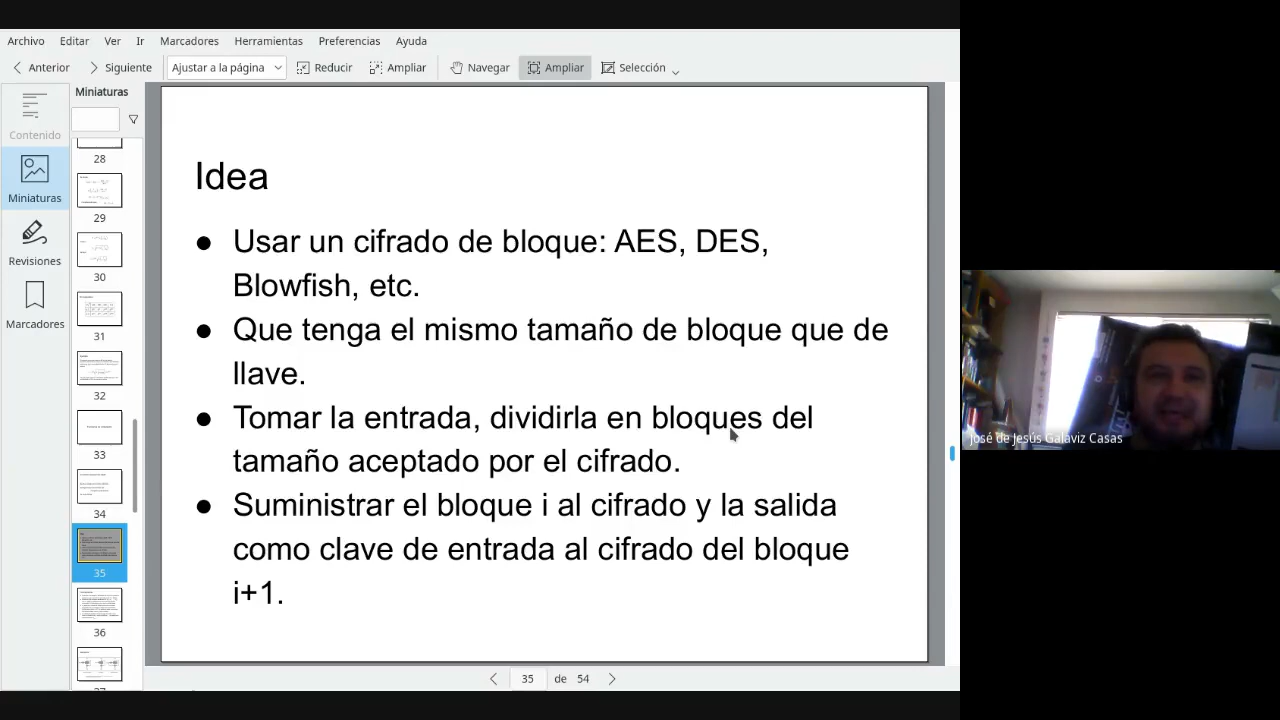 Archivo Editar Ver Ir Marcadores Herramientas Preferencias Ayuda
Anterior Siguiente Ajustar a la página Reducir Ampliar Navegar Ampliar Selección
Miniaturas
Contenido
Miniaturas
Revisiones
Marcadores
28
29
30
31
32
33
34
35
36
Idea
● Usar un cifrado de bloque: AES, DES,
Blowfish, etc.
● Que tenga el mismo tamaño de bloque que de
llave.
● Tomar la entrada, dividirla en bloques del
tamaño aceptado por el cifrado.
● Suministrar el bloque i al cifrado y la salida
como clave de entrada al cifrado del bloque
i+1.
35 de 54
José de Jesús Galaviz Casas